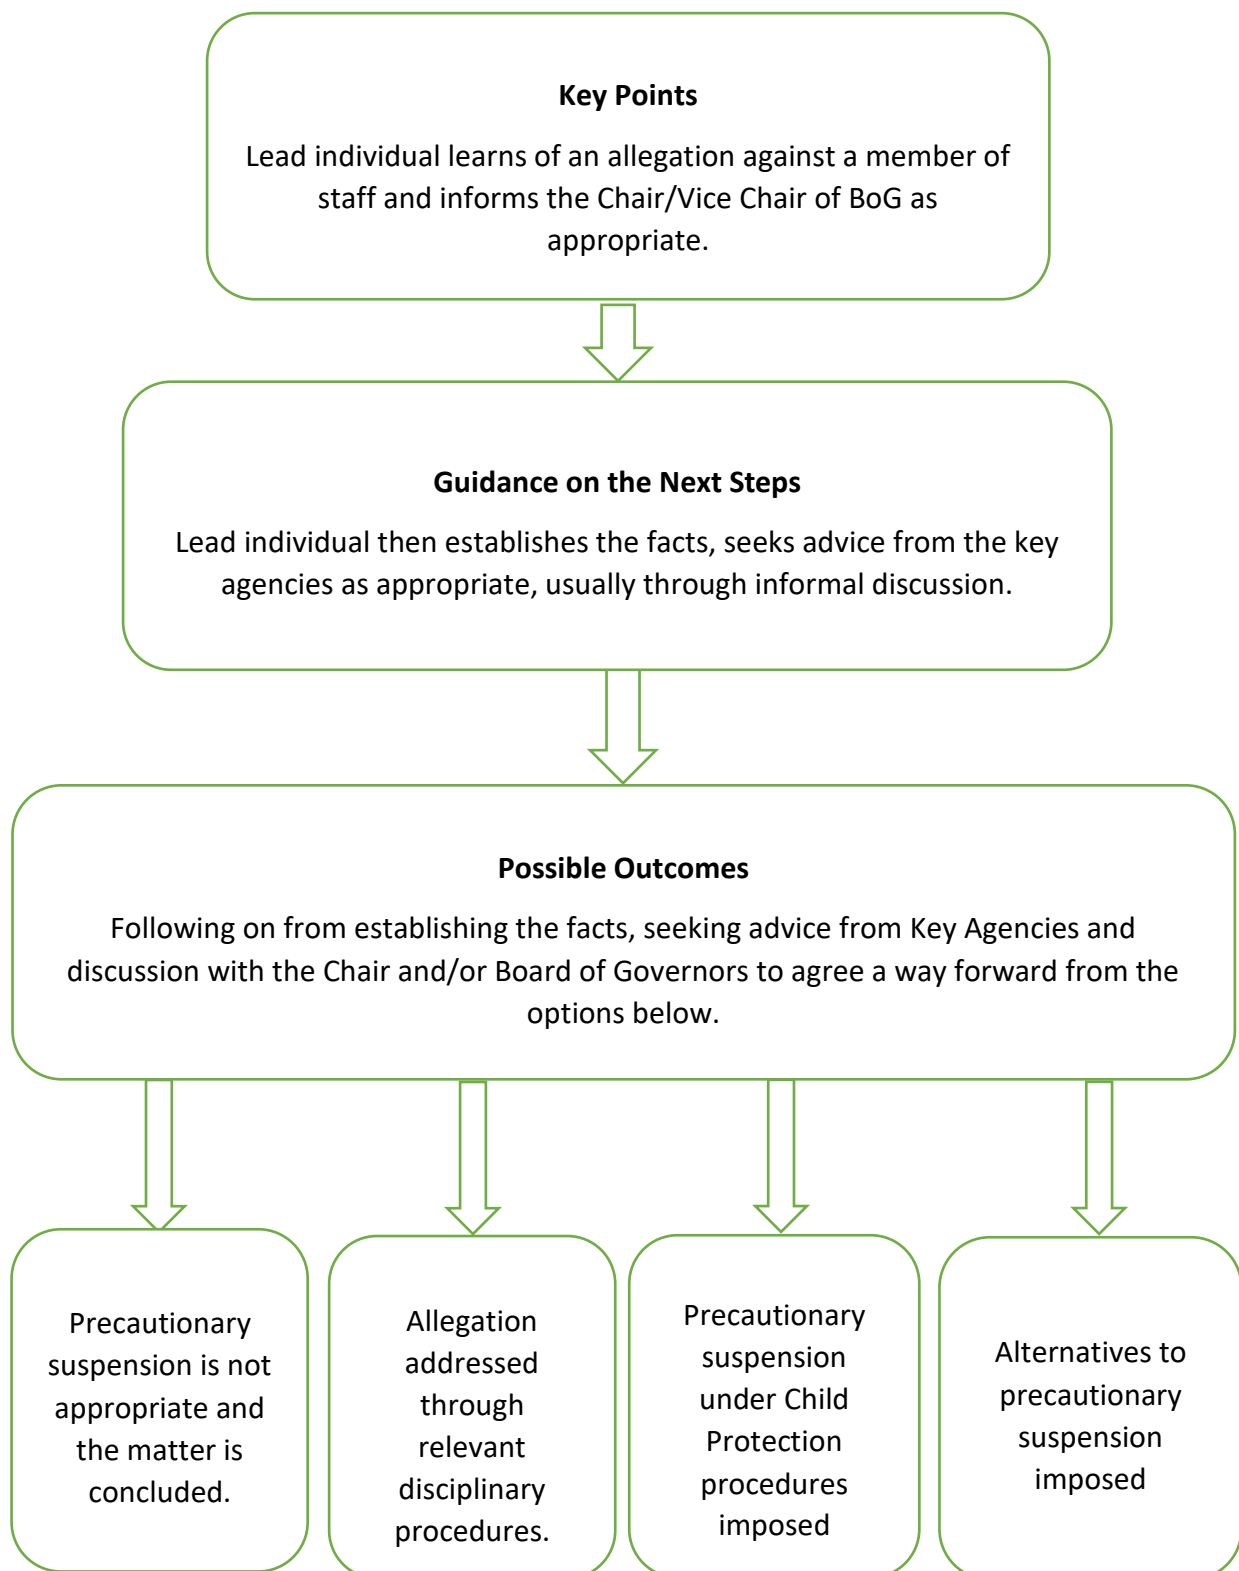 Key Points
Lead individual learns of an allegation against a member of
staff and informs the Chair/Vice Chair of BoG as
appropriate.
Guidance on the Next Steps
Lead individual then establishes the facts, seeks advice from the key
agencies as appropriate, usually through informal discussion.
Possible Outcomes
Following on from establishing the facts, seeking advice from Key Agencies and
discussion with the Chair and/or Board of Governors to agree a way forward from the
options below.
Precautionary
suspension is not
appropriate and
the matter is
concluded.
Allegation
addressed
through
relevant
disciplinary
procedures.
Precautionary
suspension
under Child
Protection
procedures
imposed
Alternatives to
precautionary
suspension
imposed